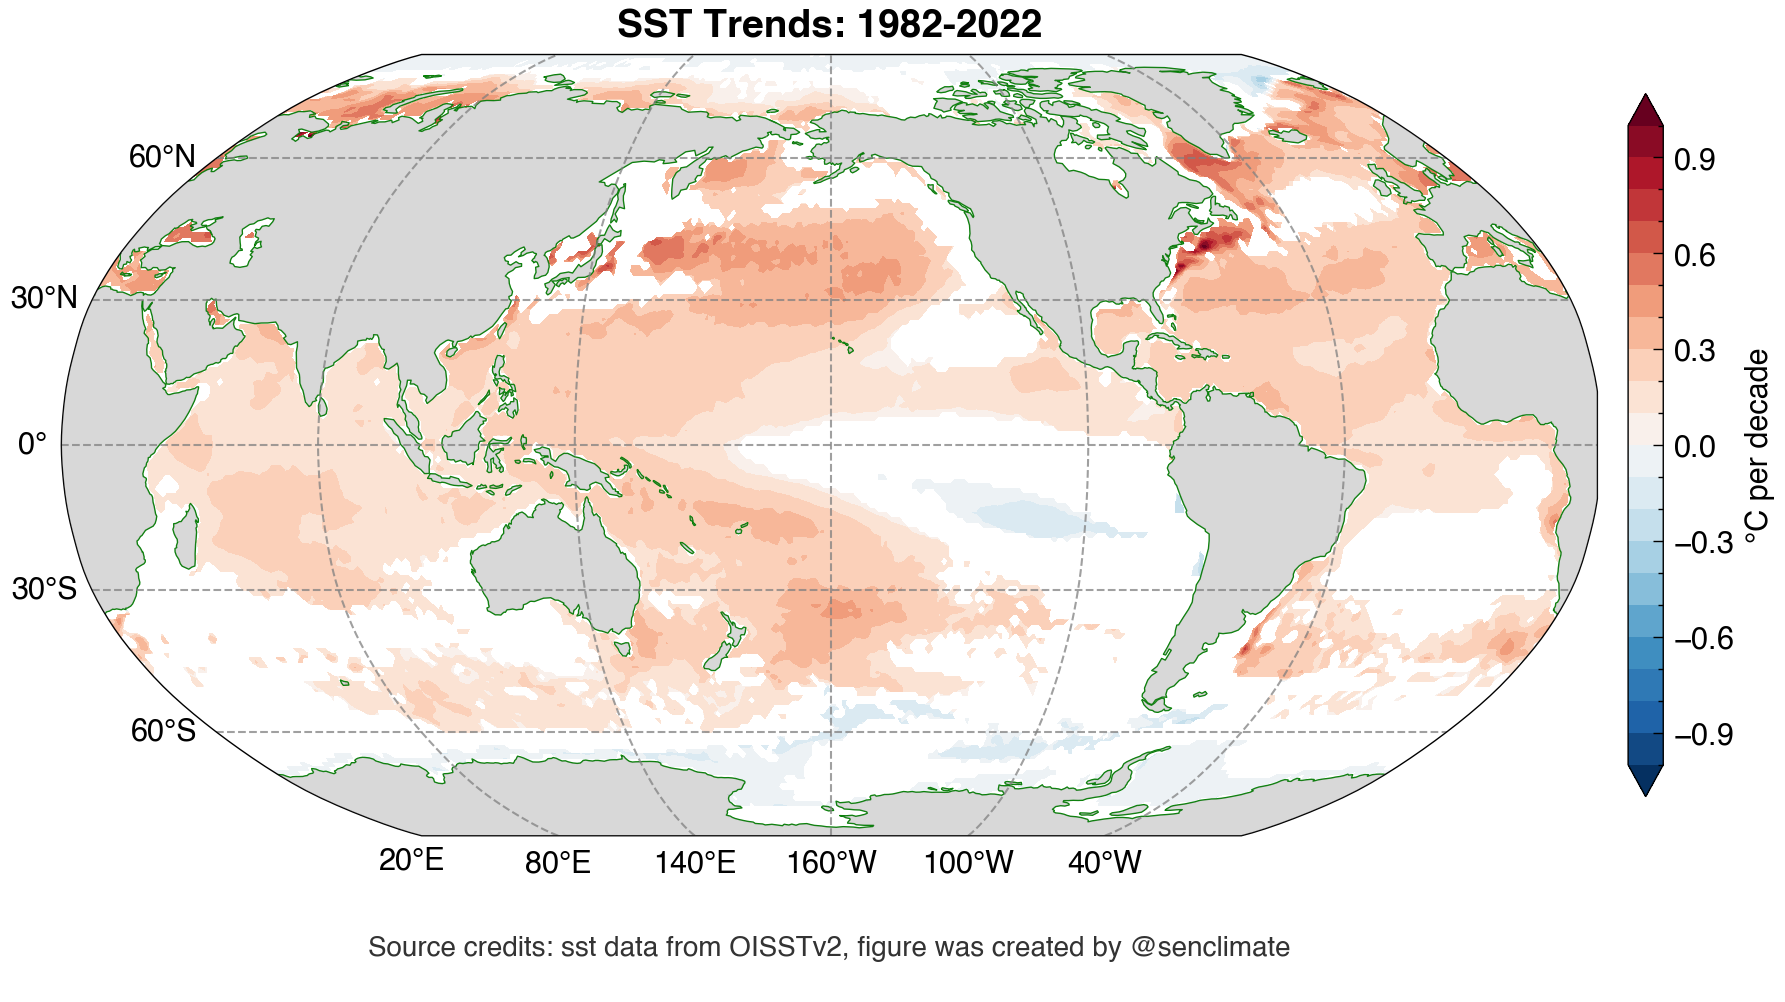 SST Trends: 1982-2022
60°N
30°N
0°
30°S
60°S
20°E 80°E 140°E 160°W 100°W 40°W
0.9
0.6
0.3
0.0
−0.3
−0.6
−0.9
°C per decade
Source credits: sst data from OISSTv2, figure was created by @senclimate